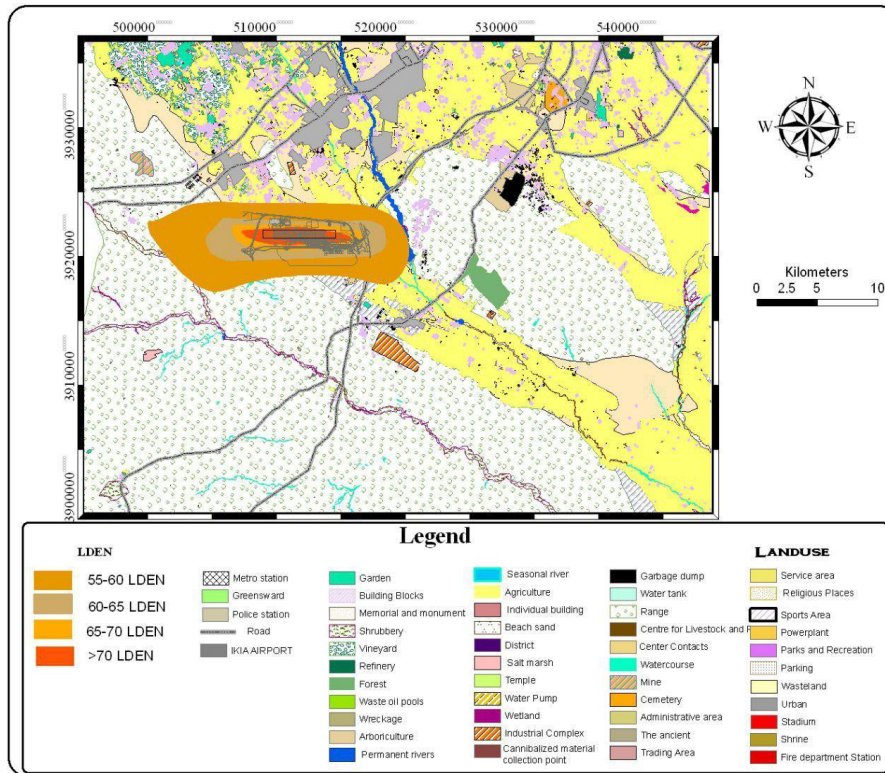 500000 510000 520000 530000 540000
3930000
3920000
3910000
3900000
N
W E
S
Kilometers
0 2.5 5 10
Legend
LDEN
55-60 LDEN
60-65 LDEN
65-70 LDEN
>70 LDEN
Metro station
Greensward
Police station
Road
IKIA AIRPORT
Garden
Building Blocks
Memorial and monument
Shrubbery
Vineyard
Refinery
Forest
Waste oil pools
Wreckage
Arboriculture
Permanent rivers
Seasonal river
Agriculture
Individual building
Beach sand
District
Salt marsh
Temple
Water Pump
Wetland
Industrial Complex
Cannibalized material
collection point
Garbage dump
Water tank
Range
Centre for Livestock and
Center Contacts
Watercourse
Mine
Cemetery
Administrative area
The ancient
Trading Area
LANDUSE
Service area
Religious Places
Sports Area
Powerplant
Parks and Recreation
Parking
Wasteland
Urban
Stadium
Shrine
Fire department Station